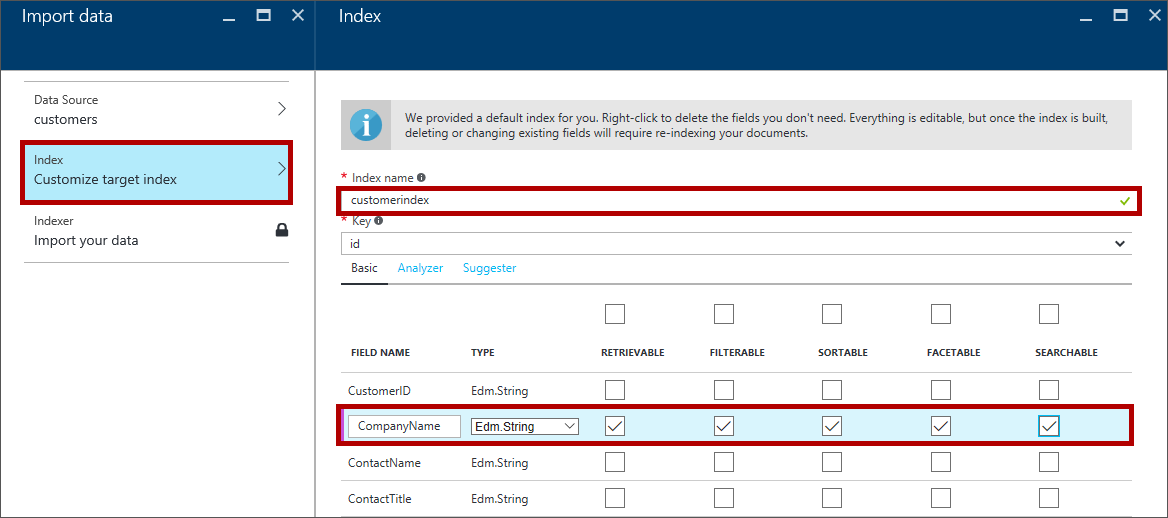 Import data
Data Source
customers
Index
Customize target index
Indexer
Import your data
Index
We provided a default index for you. Right-click to delete the fields you don't need. Everything is editable, but once the index is built,
deleting or changing existing fields will require re-indexing your documents.
* Index name
customerindex
* Key
id
Basic Analyzer Suggester
FIELD NAME TYPE RETRIEVABLE FILTERABLE SORTABLE FACETABLE SEARCHABLE
CustomerID Edm.String
CompanyName Edm.String
ContactName Edm.String
ContactTitle Edm.String